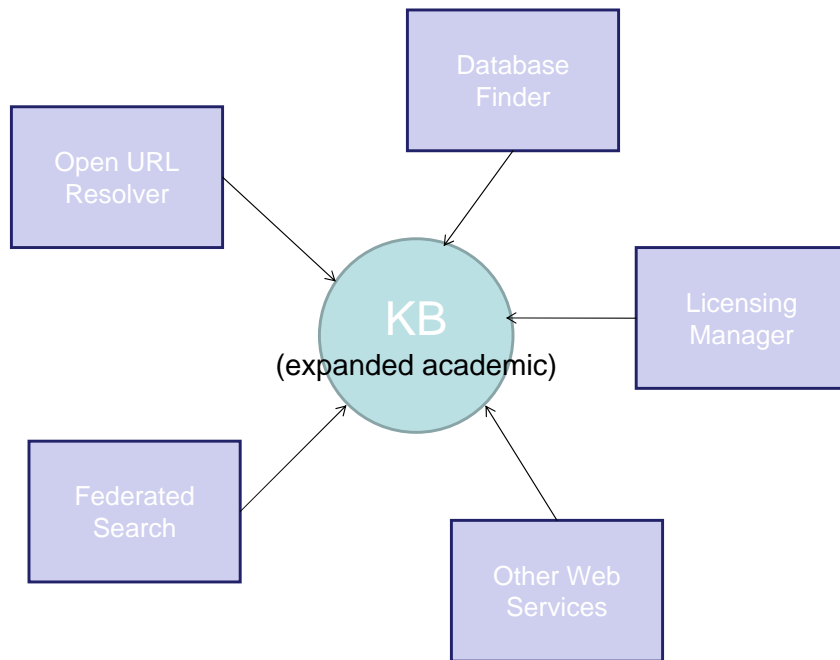 Database
Finder
Open URL
Resolver
KB
(expanded academic)
Licensing
Manager
Federated
Search
Other Web
Services